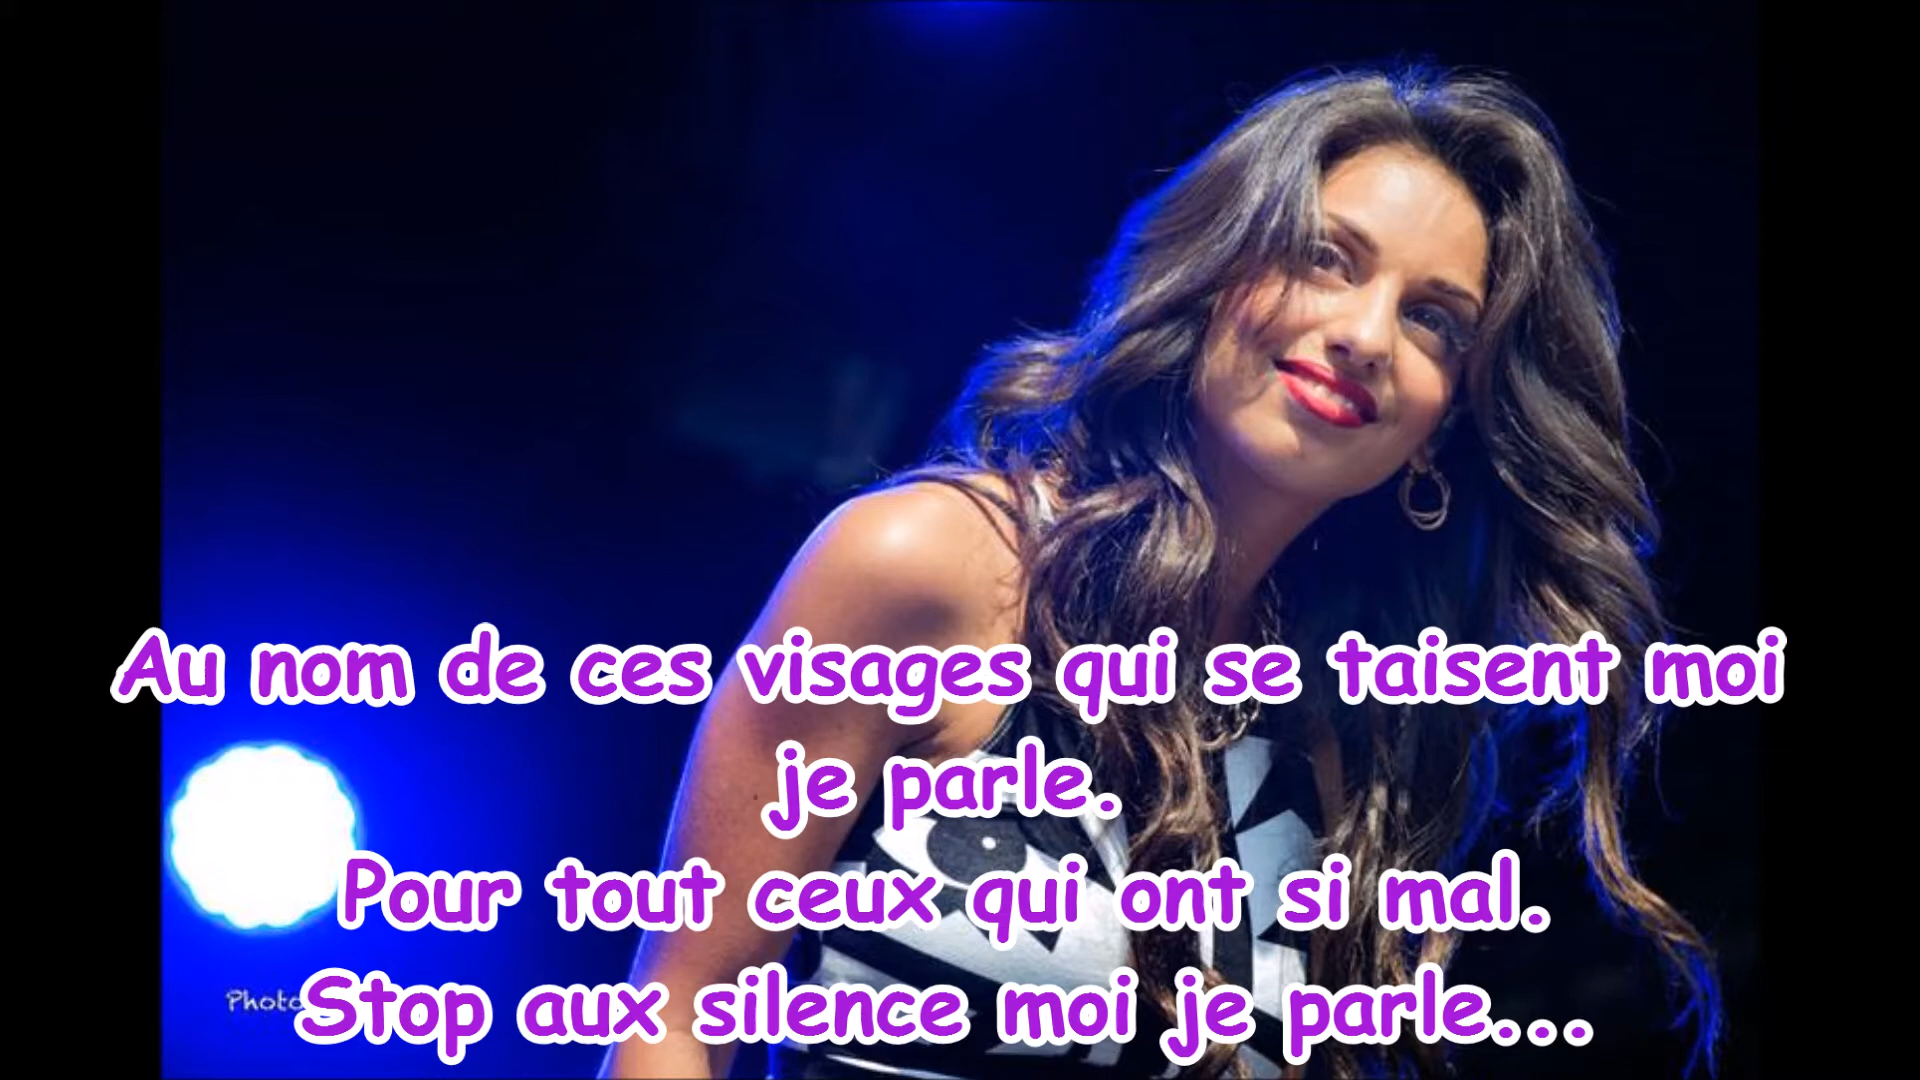 Au nom de ces visages qui se taisent moi
je parle.
Pour tout ceux qui ont si mal.
Stop aux silence moi je parle...
Photo